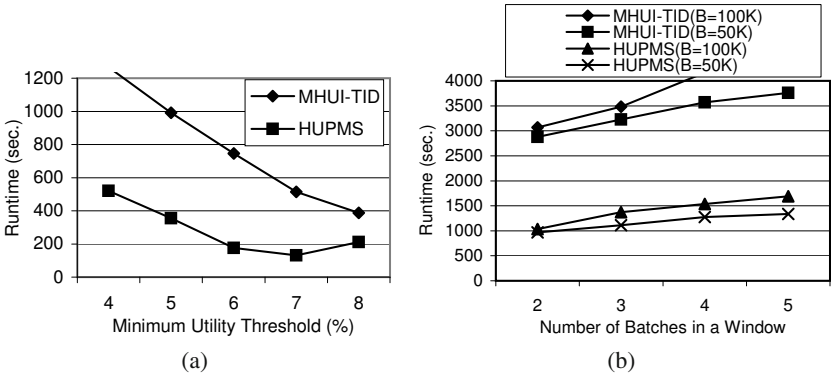 1200
1000
800
600
400
200
0
4 5 6 7 8
Runtime (sec.)
Minimum Utility Threshold (%)
MHUI-TID
HUPMS
(a)
MHUI-TID(B=100K)
MHUI-TID(B=50K)
HUPMS(B=100K)
HUPMS(B=50K)
4000
3500
3000
2500
2000
1500
1000
500
0
2 3 4 5
Runtime (sec.)
Number of Batches in a Window
(b)